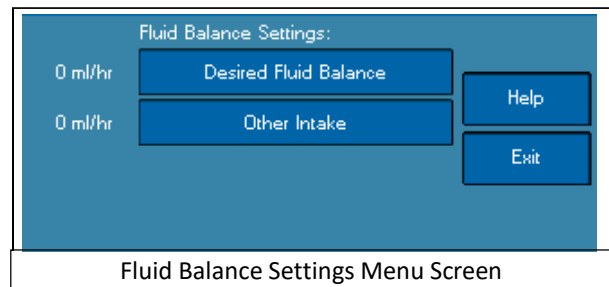 Fluid Balance Settings:
0 ml/hr Desired Fluid Balance
Help
0 ml/hr Other Intake
Exit
Fluid Balance Settings Menu Screen